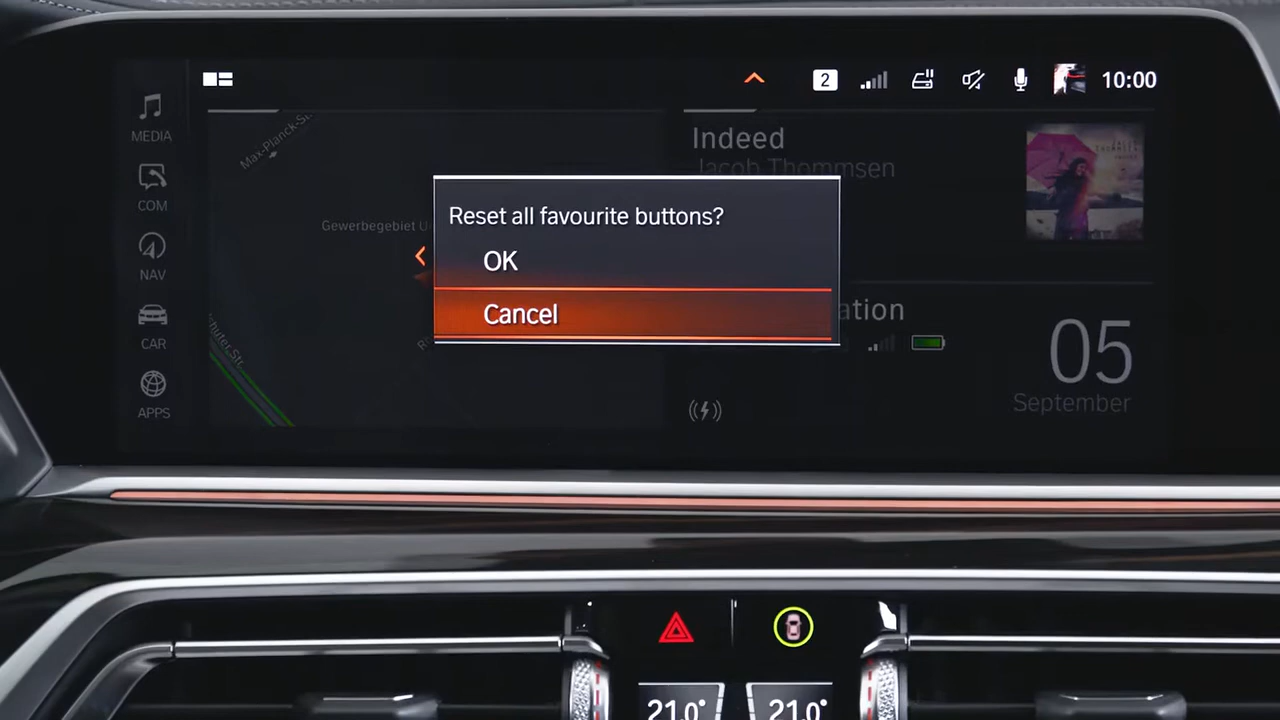 2
10:00
MEDIA
COM
NAV
CAR
APPS
Max-Planck-St
Gewerbegebiet U
Indeed
Jacob Thommsen
Reset all favourite buttons?
OK
Cancel
ation
05
September
21.0°
21.0°